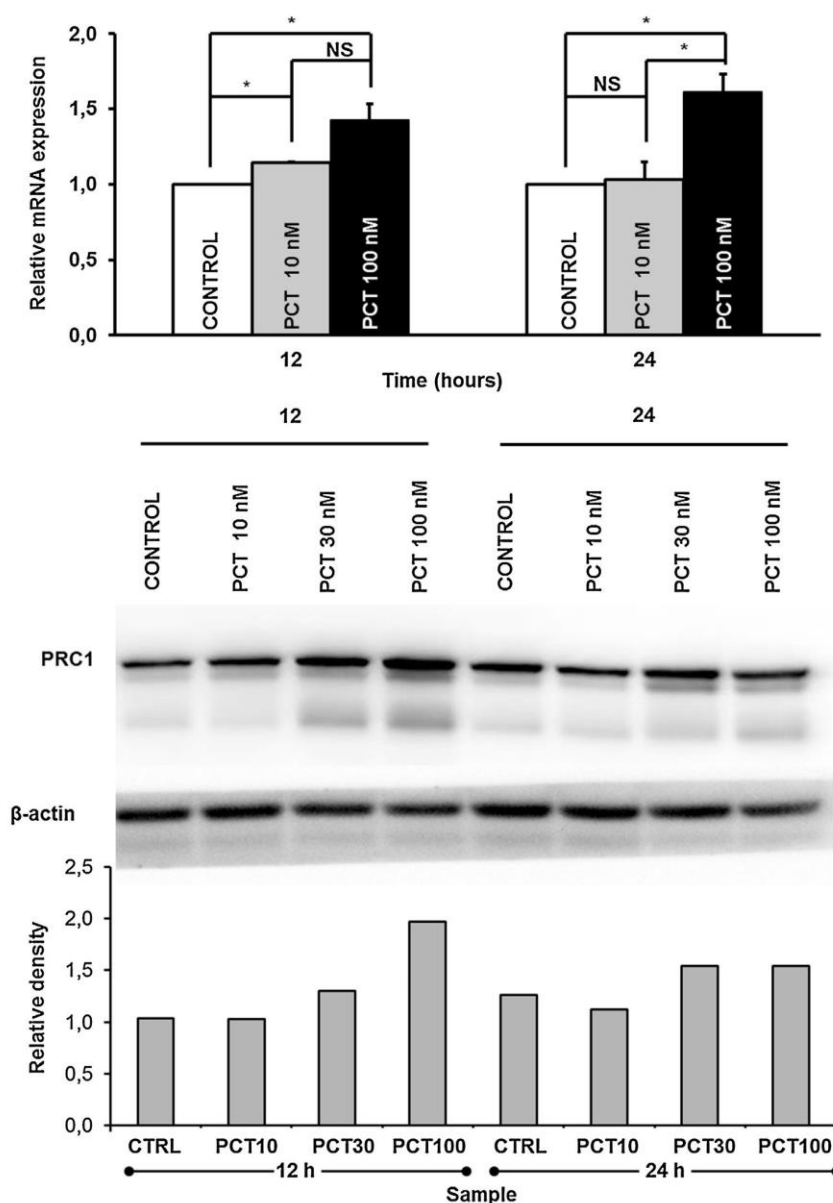 Relative mRNA expression
2,0
1,5
1,0
0,5
0,0
*
NS
*
*
*
NS
CONTROL
PCT 10 nM
PCT 100 nM
CONTROL
PCT 10 nM
PCT 100 nM
12
24
Time (hours)
12
24
CONTROL
PCT 10 nM
PCT 30 nM
PCT 100 nM
CONTROL
PCT 10 nM
PCT 30 nM
PCT 100 nM
PRC1
β-actin
Relative density
2,5
2,0
1,5
1,0
0,5
0,0
CTRL PCT10 PCT30 PCT100 CTRL PCT10 PCT30 PCT100
12 h 24 h
Sample